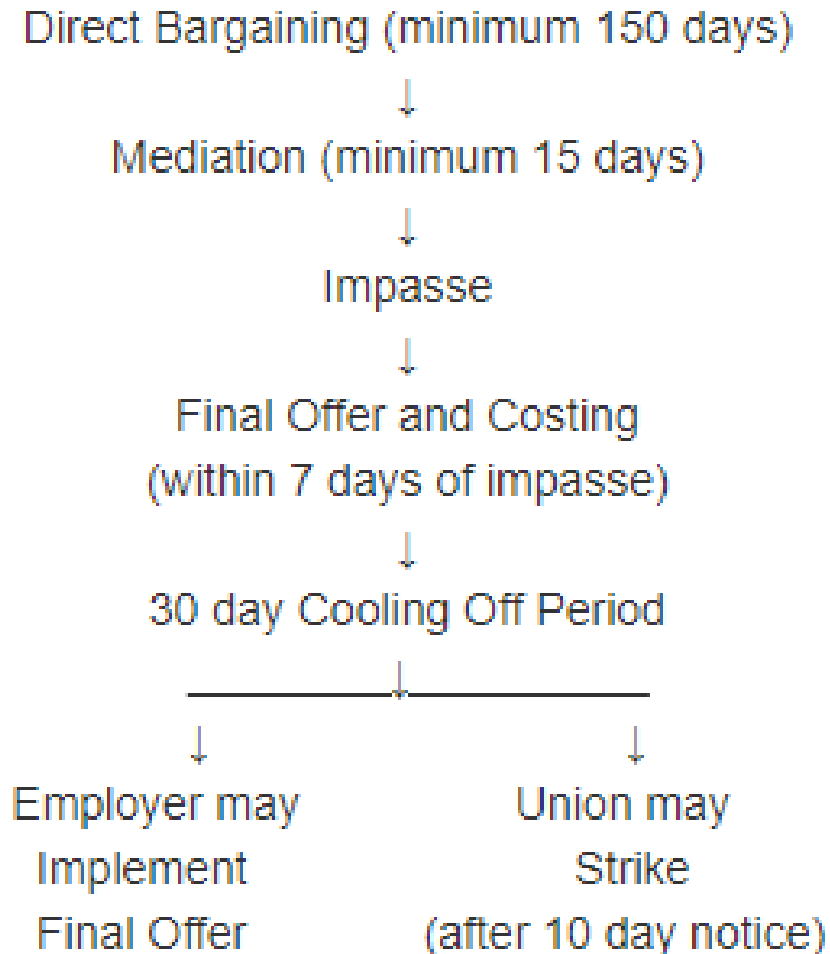 Direct Bargaining (minimum 150 days)
↓
Mediation (minimum 15 days)
↓
Impasse
↓
Final Offer and Costing
(within 7 days of impasse)
↓
30 day Cooling Off Period
↓
↓ ↓
Employer may
Implement
Final Offer
Union may
Strike
(after 10 day notice)